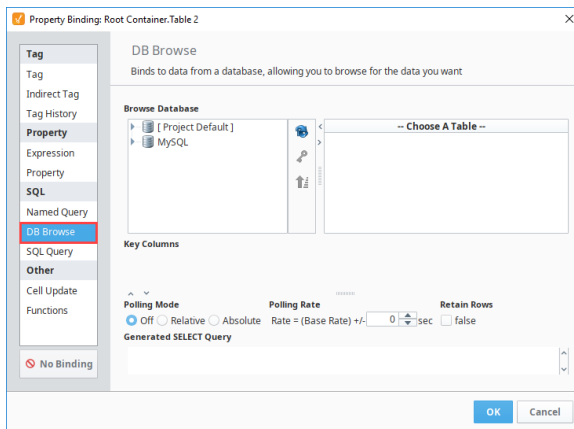 Property Binding: Root Container.Table 2
Tag
Tag
Indirect Tag
Tag History
Property
Expression
Property
SQL
Named Query
DB Browse
SQL Query
Other
Cell Update
Functions
No Binding
DB Browse
Binds to data from a database, allowing you to browse for the data you want
Browse Database
[ Project Default ]
MySQL
-- Choose A Table --
Key Columns
Polling Mode Polling Rate Retain Rows
Off Relative Absolute Rate = (Base Rate) +/- 0 sec false
Generated SELECT Query
OK Cancel